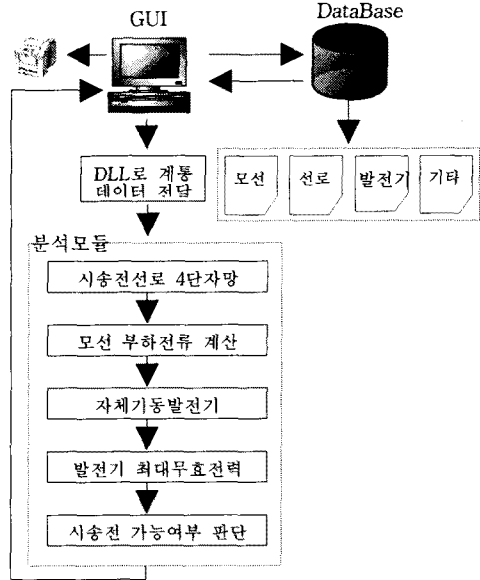 GUI
DataBase
DLL로 계통
데이터 전달
모선
선로
발전기
기타
분석모듈
시송전선로 4단자망
모선 부하전류 계산
자체기동발전기
발전기 최대무효전력
시송전 가능여부 판단